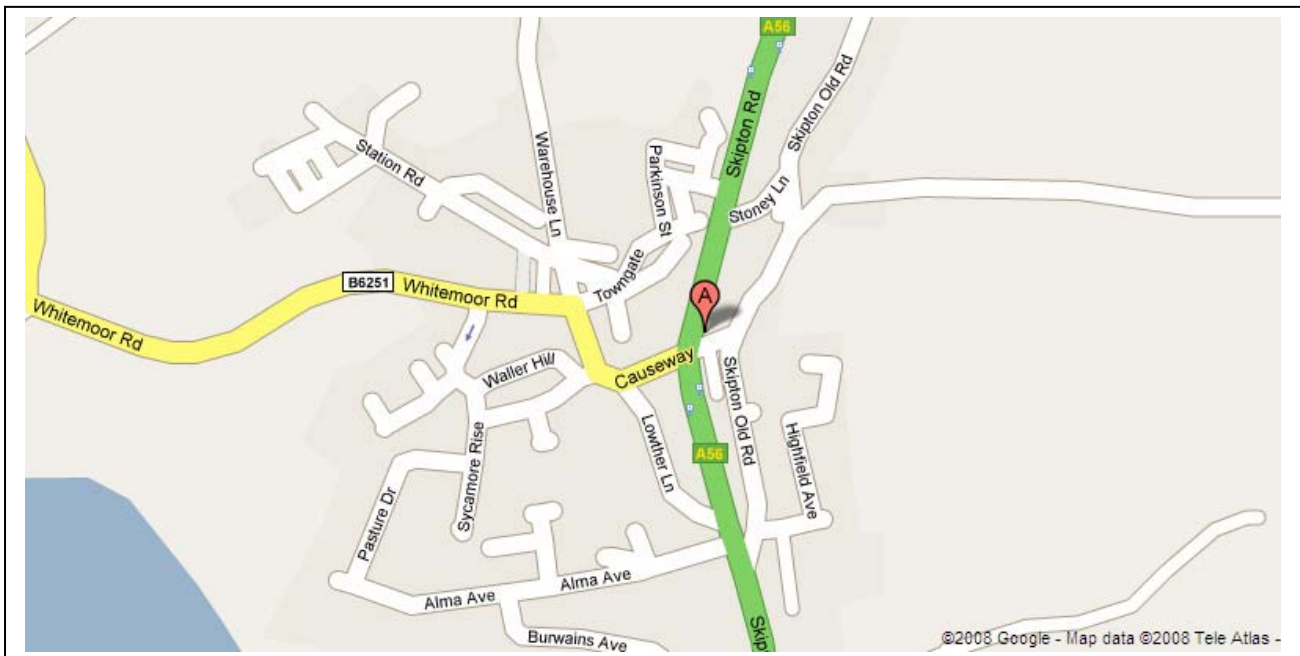 A56
Skipton Rd
Skipton Old Rd
Warehouse Ln
Parkinson St
Station Rd
Stoney Ln
Towngate
B6251
Whitemoor Rd
Whitemoor Rd
A
Waller Hill
Causeway
Skipton Old Rd
Lowther Ln
Highfield Ave
Sycamore Rise
A56
Pasture Dr
Alma Ave
Alma Ave
Burwains Ave
Skip
©2008 Google - Map data ©2008 Tele Atlas -